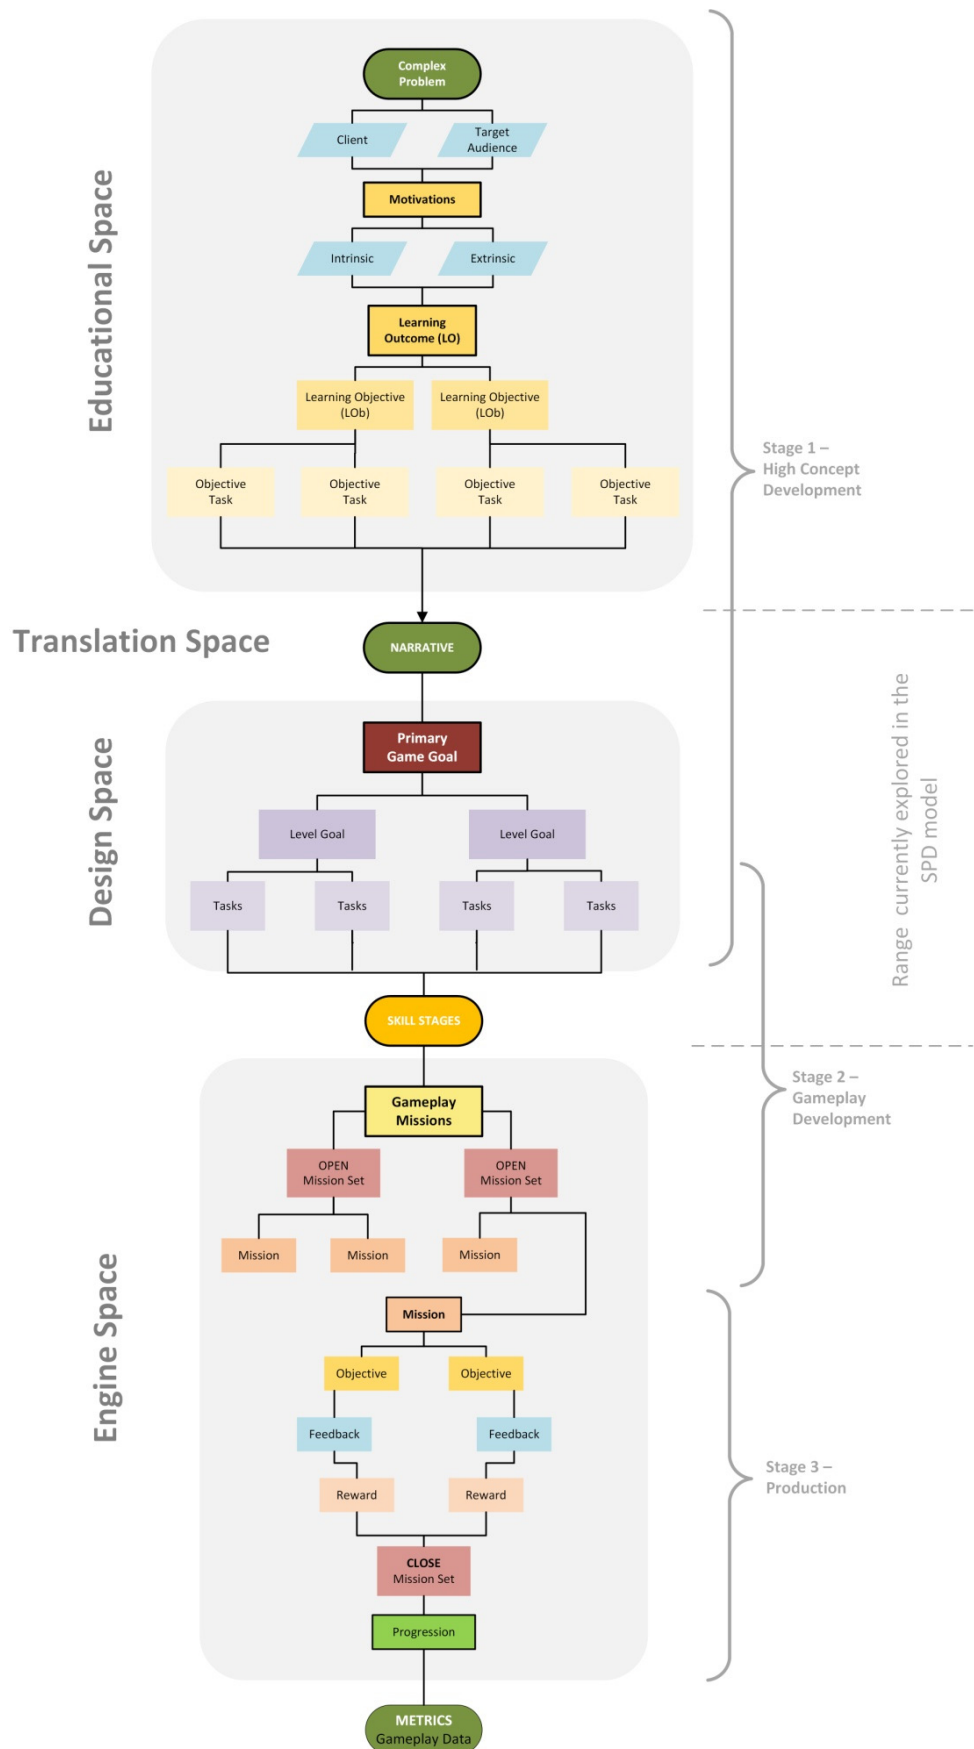 Complex
Problem
Client
Target
Audience
Motivations
Intrinsic
Extrinsic
Learning
Outcome (LO)
Learning Objective
(LOb)
Learning Objective
(LOb)
Objective
Task
Objective
Task
Objective
Task
Objective
Task
Educational Space
Stage 1 –
High Concept
Development
Translation Space
NARRATIVE
Primary
Game Goal
Level Goal
Level Goal
Tasks
Tasks
Tasks
Tasks
Design Space
Range currently explored in the
SPD model
SKILL STAGES
Gameplay
Missions
OPEN
Mission Set
OPEN
Mission Set
Mission
Mission
Mission
Stage 2 –
Gameplay
Development
Engine Space
Mission
Objective
Objective
Feedback
Feedback
Reward
Reward
CLOSE
Mission Set
Progression
Stage 3 –
Production
METRICS
Gameplay Data